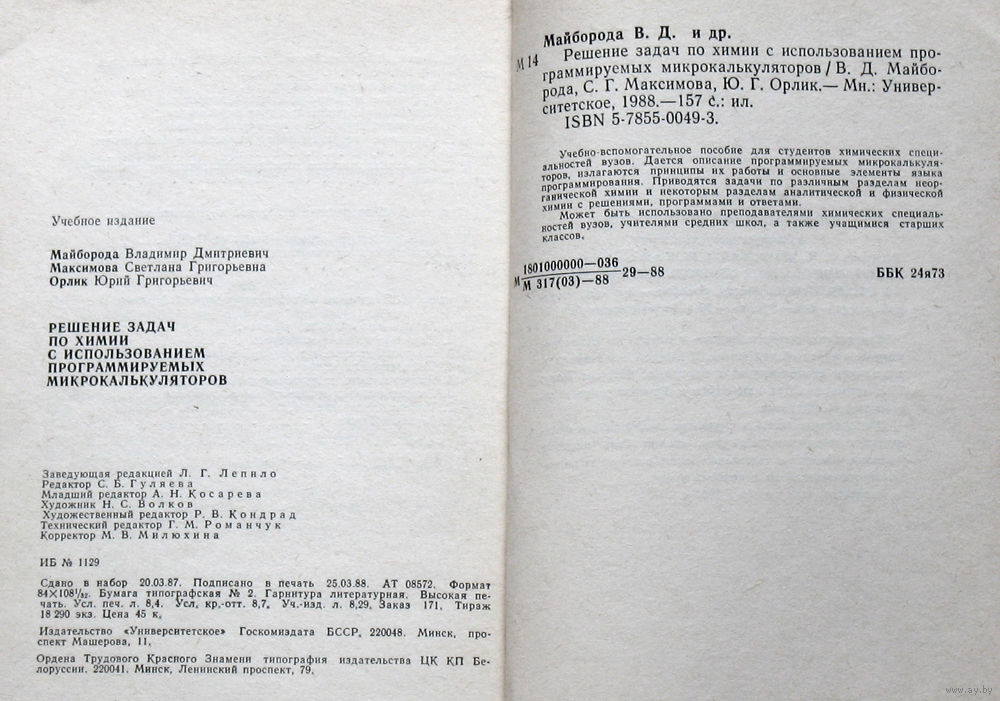 Учебное издание
Майборода Владимир Дмитриевич
Максимова Светлана Григорьевна
Орлик Юрий Григорьевич
РЕШЕНИЕ ЗАДАЧ
ПО ХИМИИ
С ИСПОЛЬЗОВАНИЕМ
ПРОГРАММИРУЕМЫХ
МИКРОКАЛЬКУЛЯТОРОВ
Заведующая редакцией Л. Г. Лепило
Редактор С. Б. Гуляева
Младший редактор А. Н. Косарева
Художник Н. С. Волков
Художественный редактор Р. В. Кондрад
Технический редактор Г. М. Романчук
Корректор М. В. Милюхина
ИБ № 1129
Сдано в набор 20.03.87. Подписано в печать 25.03.88. АТ 08572. Формат
84×108 1/32. Бумага типографская № 2. Гарнитура литературная. Высокая пе-
чать. Усл. печ. л. 8,4. Усл. кр.-отт. 8,7. Уч.-изд. л. 8,29. Заказ 171. Тираж
18 290 экз. Цена 45 к.
Издательство «Университетское» Госкомиздата БССР, 220048. Минск, про-
спект Машерова, 11.
Ордена Трудового Красного Знамени типография издательства ЦК КП Бе-
лоруссии. 220041. Минск, Ленинский проспект, 79.
Майборода В. Д. и др.
М 14 Решение задач по химии с использованием про-
граммируемых микрокалькуляторов/В. Д. Майбо-
рода, С. Г. Максимова, Ю. Г. Орлик.— Мн.: Универ-
ситетское, 1988.—157 с.: ил.
ISBN 5-7855-0049-3.
Учебно-вспомогательное пособие для студентов химических специ-
альностей вузов. Дается описание программируемых микрокалькуля-
торов, излагаются принципы их работы и основные элементы языка
программирования. Приводятся задачи по различным разделам неор-
ганической химии и некоторым разделам аналитической и физической
химии с решениями, программами и ответами.
Может быть использовано преподавателями химических специаль-
ностей вузов, учителями средних школ, а также учащимися старших
классов.
М 1801000000—036 / М 317(03)—88 29—88
ББК 24я73
www.ay.by